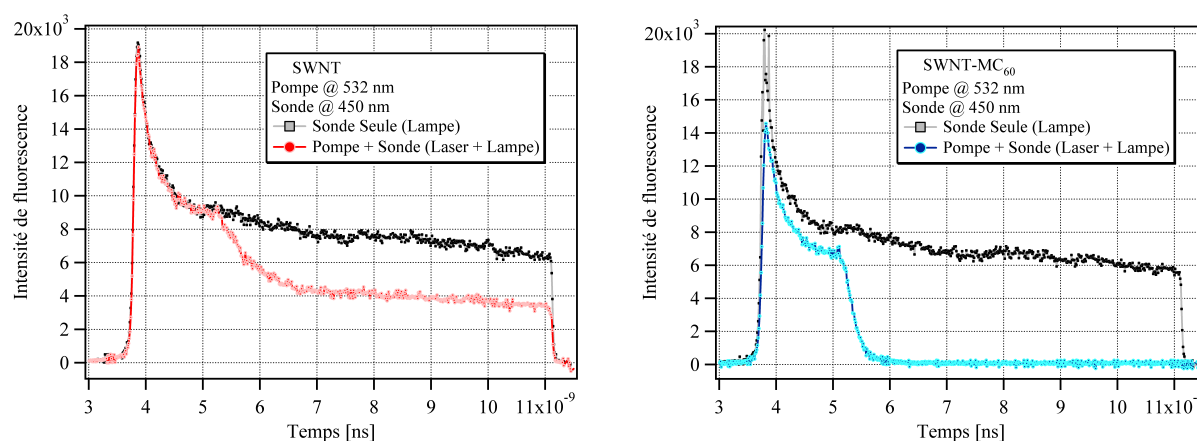 20x10³
18
16
14
12
10
8
6
4
2
0
Intensité de fluorescence
SWNT
Pompe @ 532 nm
Sonde @ 450 nm
Sonde Seule (Lampe)
Pompe + Sonde (Laser + Lampe)
3 4 5 6 7 8 9 10 11x10⁻⁹
Temps [ns]
20x10³
18
16
14
12
10
8
6
4
2
0
Intensité de fluorescence
SWNT-MC₆₀
Pompe @ 532 nm
Sonde @ 450 nm
Sonde Seule (Lampe)
Pompe + Sonde (Laser + Lampe)
3 4 5 6 7 8 9 10 11x10⁻
Temps [ns]